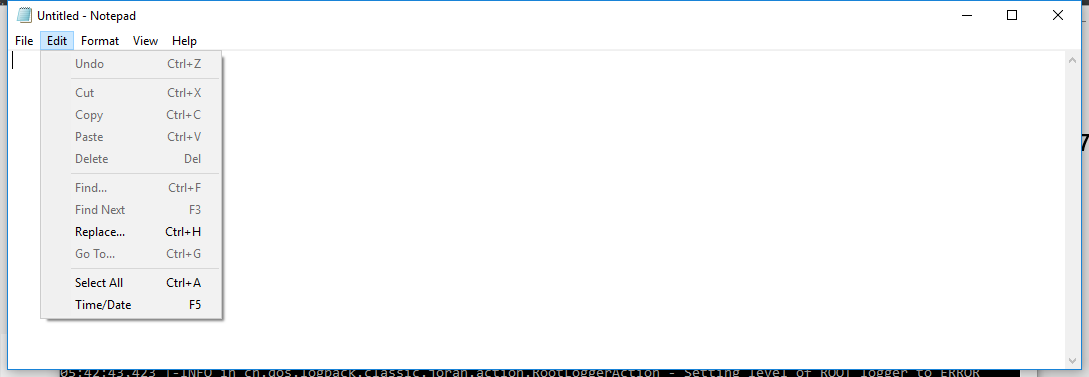 Untitled - Notepad
File Edit Format View Help
Undo Ctrl+Z
Cut Ctrl+X
Copy Ctrl+C
Paste Ctrl+V
Delete Del
Find... Ctrl+F
Find Next F3
Replace... Ctrl+H
Go To... Ctrl+G
Select All Ctrl+A
Time/Date F5
7
05:42:43.423 |-INFO in ch.qos.logback.classic.joran.action.RootLoggerAction - Setting level of ROOT logger to ERROR